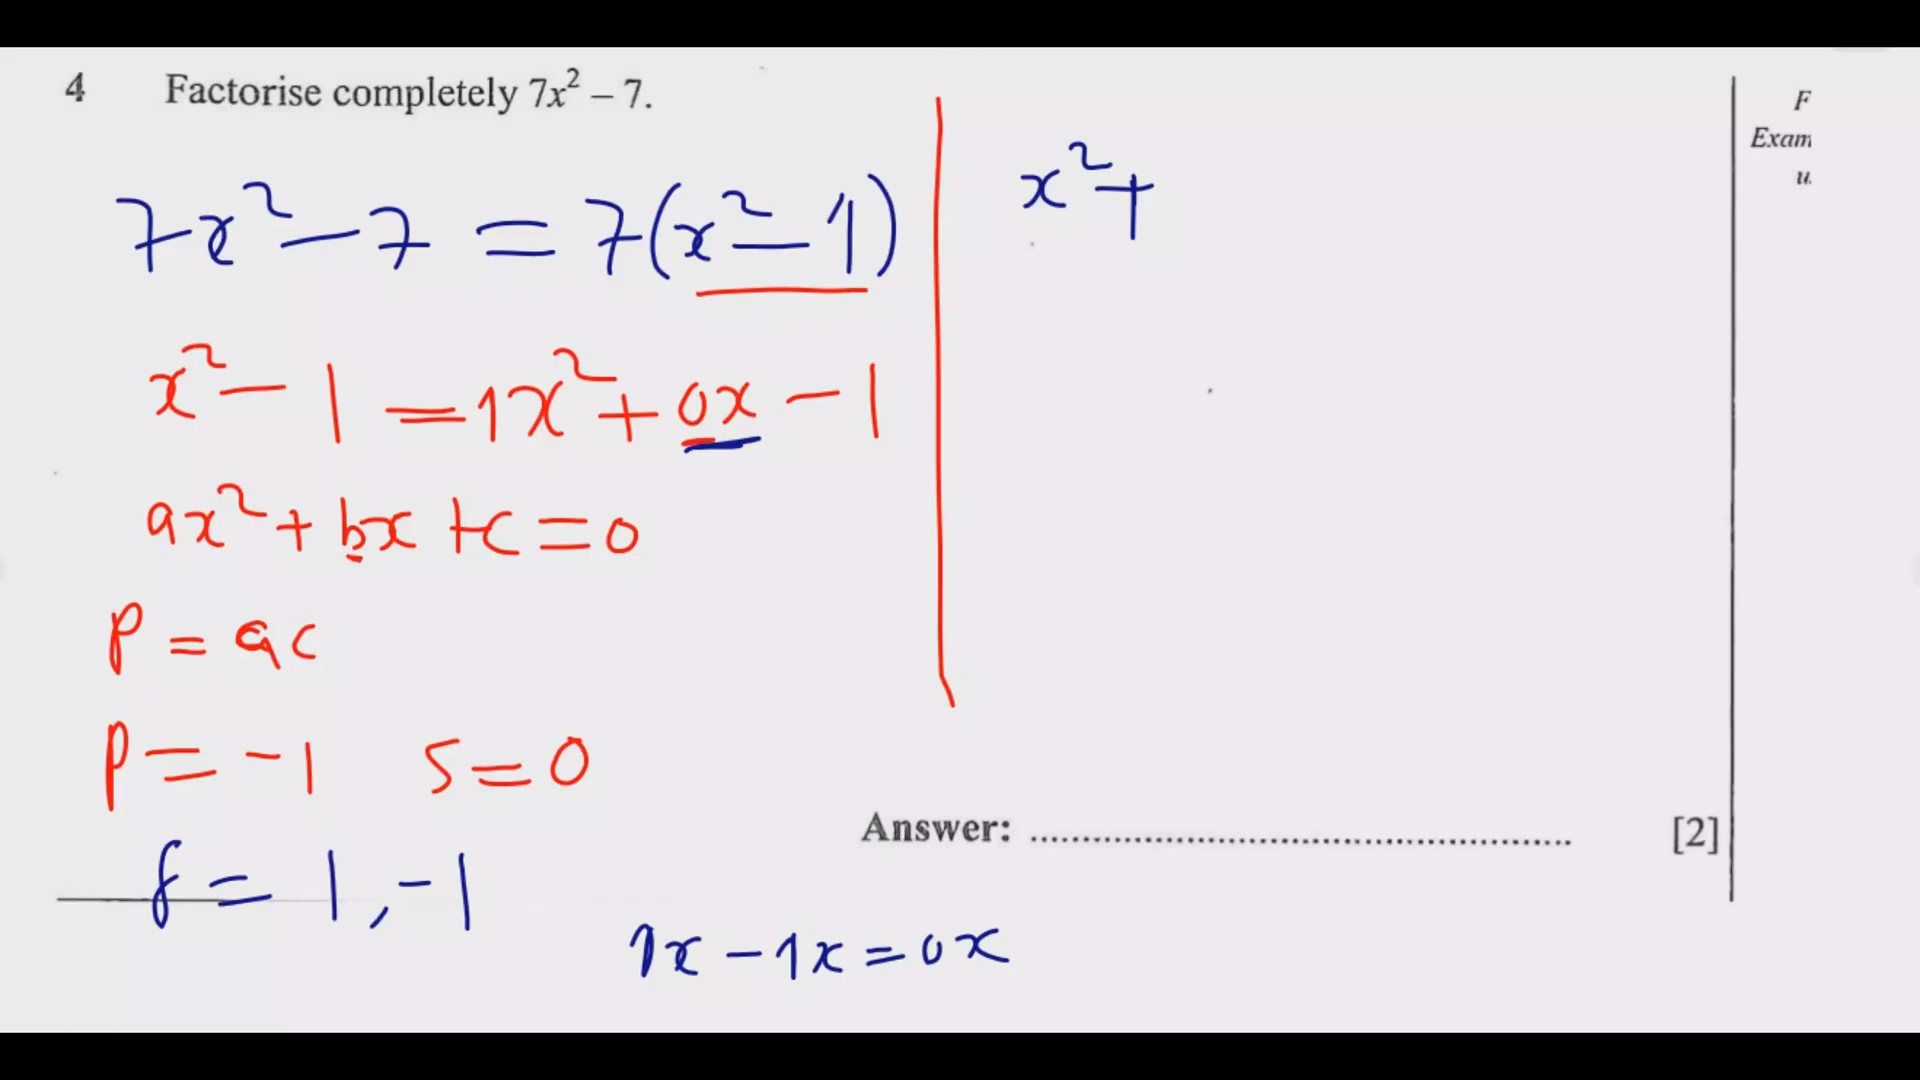 4 Factorise completely 7x² – 7.
7x² – 7 = 7(x² – 1)
x² – 1 = 1x² + 0x – 1
ax² + bx + c = 0
P = ac
P = -1 S = 0
f = 1, -1
1x – 1x = 0x
x² +
Answer: ....................................................
[2]
F
Exam
u.